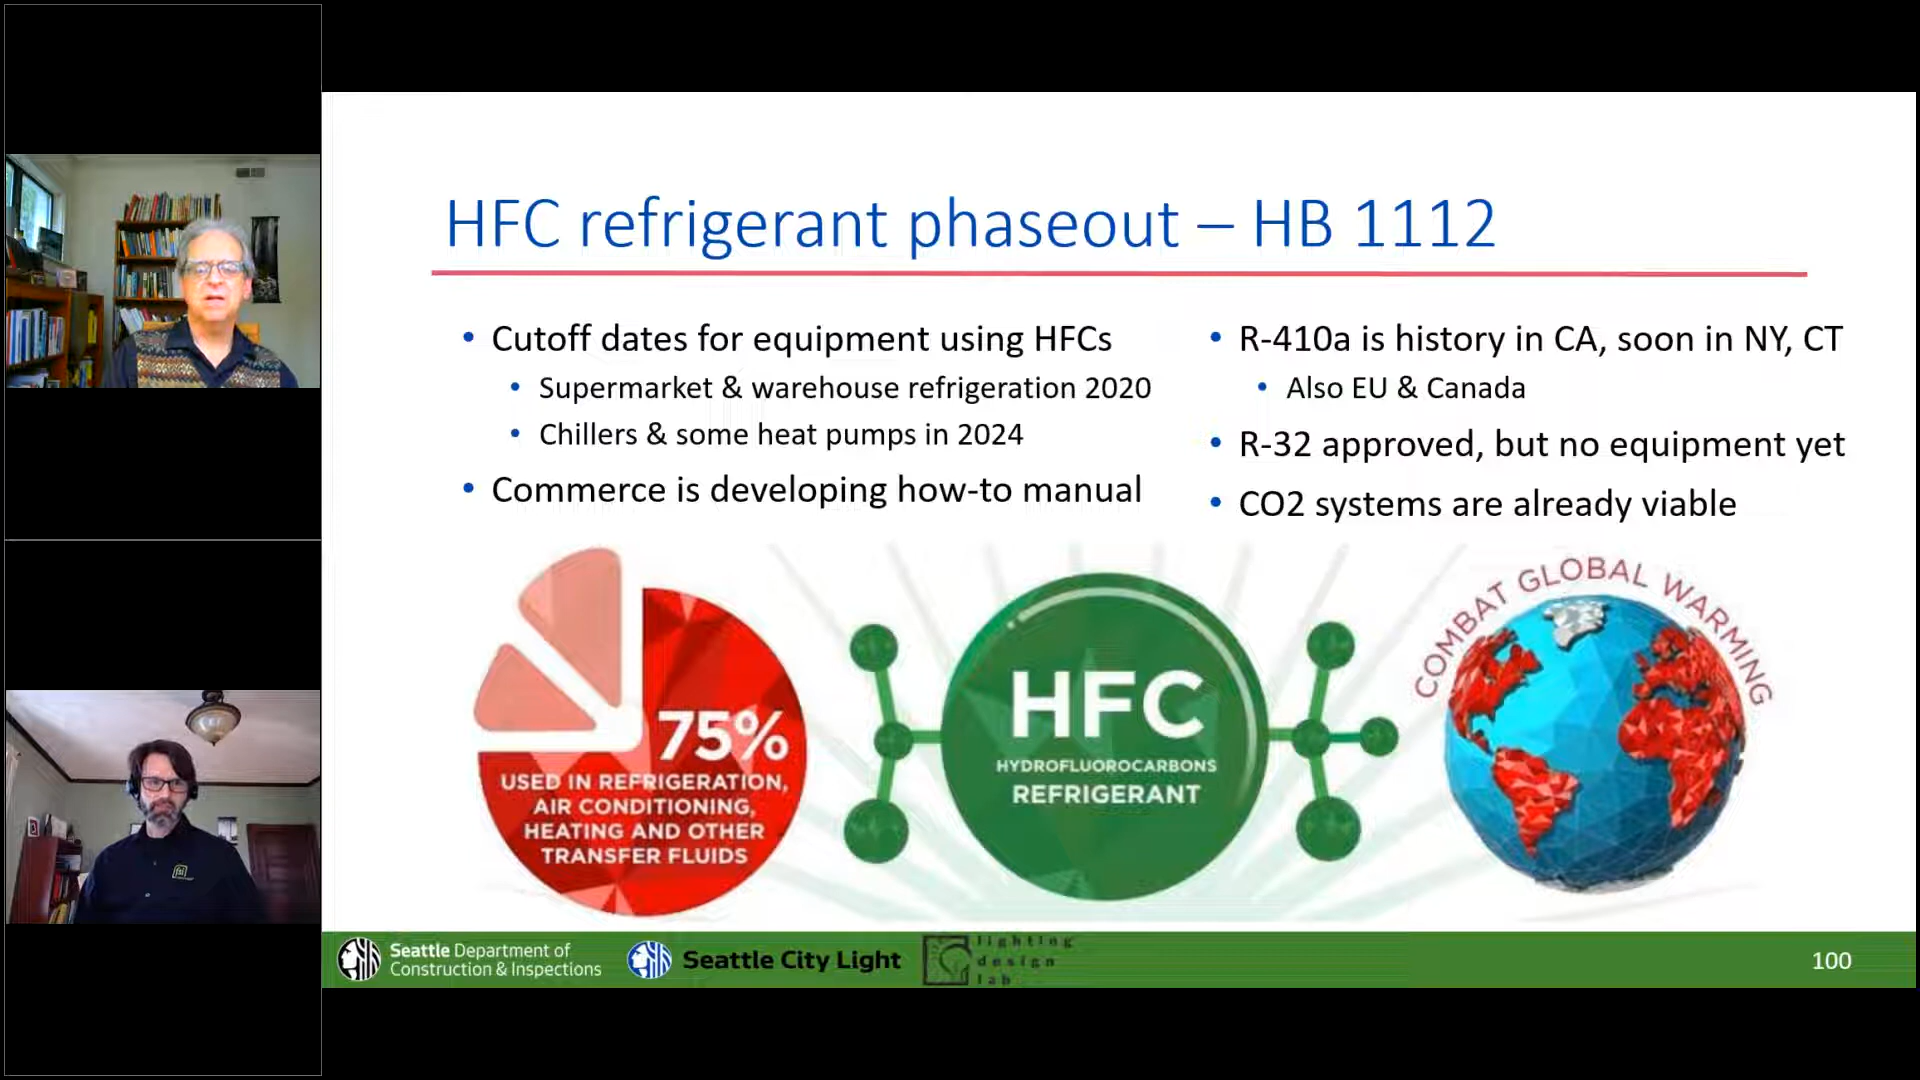 HFC refrigerant phaseout – HB 1112
• Cutoff dates for equipment using HFCs
• Supermarket & warehouse refrigeration 2020
• Chillers & some heat pumps in 2024
• Commerce is developing how-to manual
• R-410a is history in CA, soon in NY, CT
• Also EU & Canada
• R-32 approved, but no equipment yet
• CO2 systems are already viable
75%
USED IN REFRIGERATION,
AIR CONDITIONING,
HEATING AND OTHER
TRANSFER FLUIDS
HFC
HYDROFLUOROCARBONS
REFRIGERANT
COMBAT GLOBAL WARMING
Seattle Department of
Construction & Inspections
Seattle City Light
lighting
design
lab
100